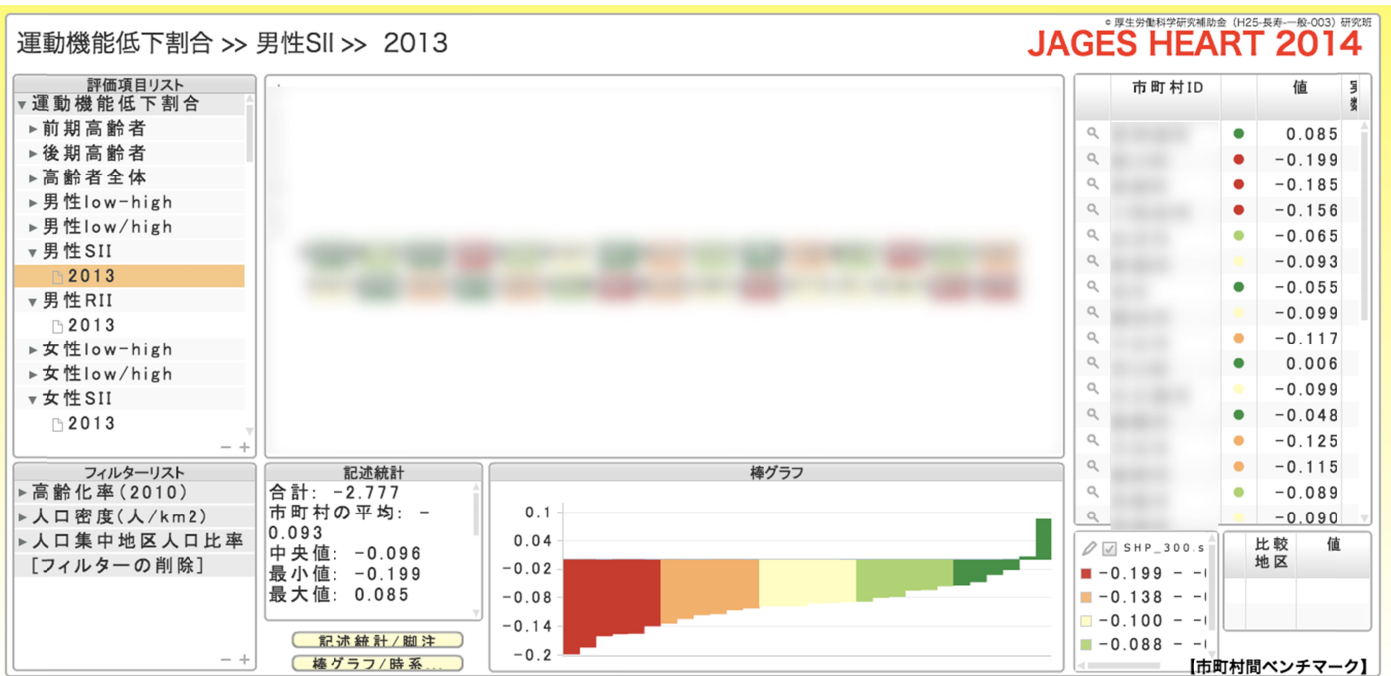 運動機能低下割合 >> 男性SII >> 2013
© 厚生労働科学研究補助金（H25-長寿-一般-003）研究班
JAGES HEART 2014
評価項目リスト
▼運動機能低下割合
▶前期高齢者
▶後期高齢者
▶高齢者全体
▶男性low-high
▶男性low/high
▼男性SII
2013
▼男性RII
2013
▶女性low-high
▶女性low/high
▼女性SII
2013
− +
フィルターリスト
▶高齢化率(2010)
▶人口密度(人/km2)
▶人口集中地区人口比率
[フィルターの削除]
− +
記述統計
合計: -2.777
市町村の平均: -
0.093
中央値: -0.096
最小値: -0.199
最大値: 0.085
記述統計/脚注
棒グラフ/時系...
棒グラフ
0.1
0.04
-0.02
-0.08
-0.14
-0.2
市町村ID 値 実数
0.085
-0.199
-0.185
-0.156
-0.065
-0.093
-0.055
-0.099
-0.117
0.006
-0.099
-0.048
-0.125
-0.115
-0.089
-0.090
SHP_300.s
-0.199 - -
-0.138 - -
-0.100 - -
-0.088 - -
比較
地区
値
【市町村間ベンチマーク】